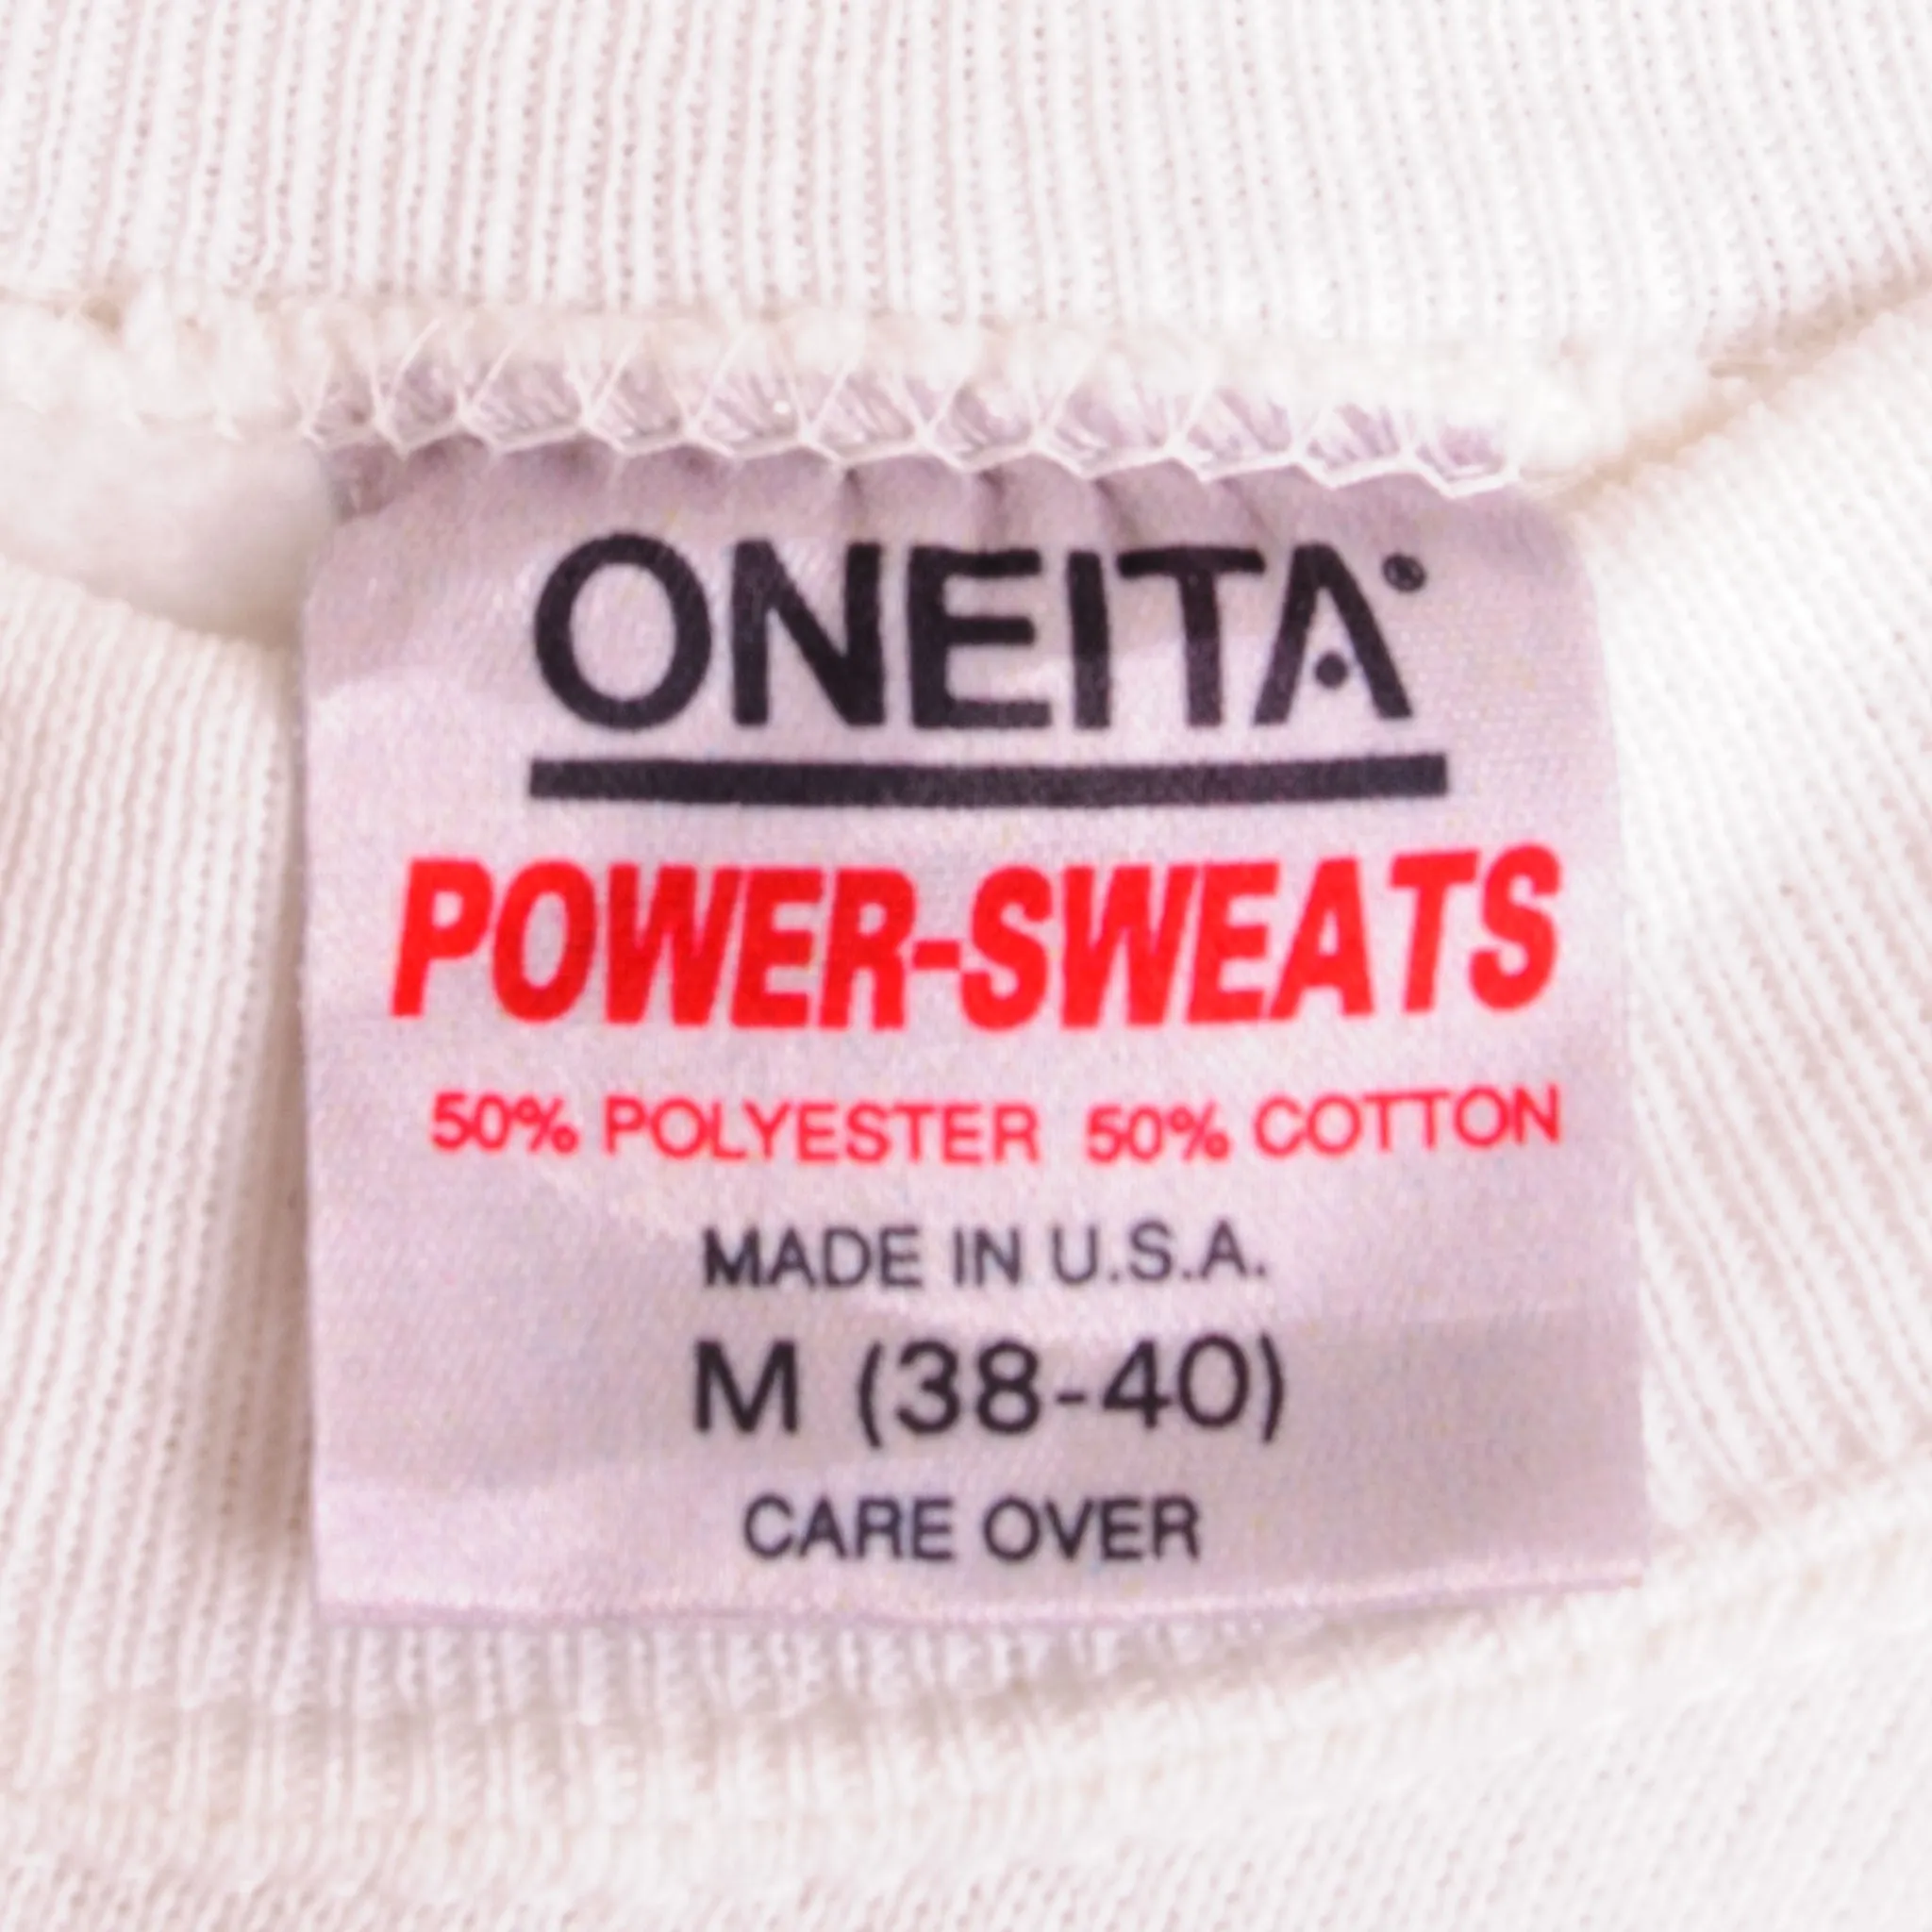 ONEITA®
POWER-SWEATS
50% POLYESTER 50% COTTON
MADE IN U.S.A.
M (38-40)
CARE OVER